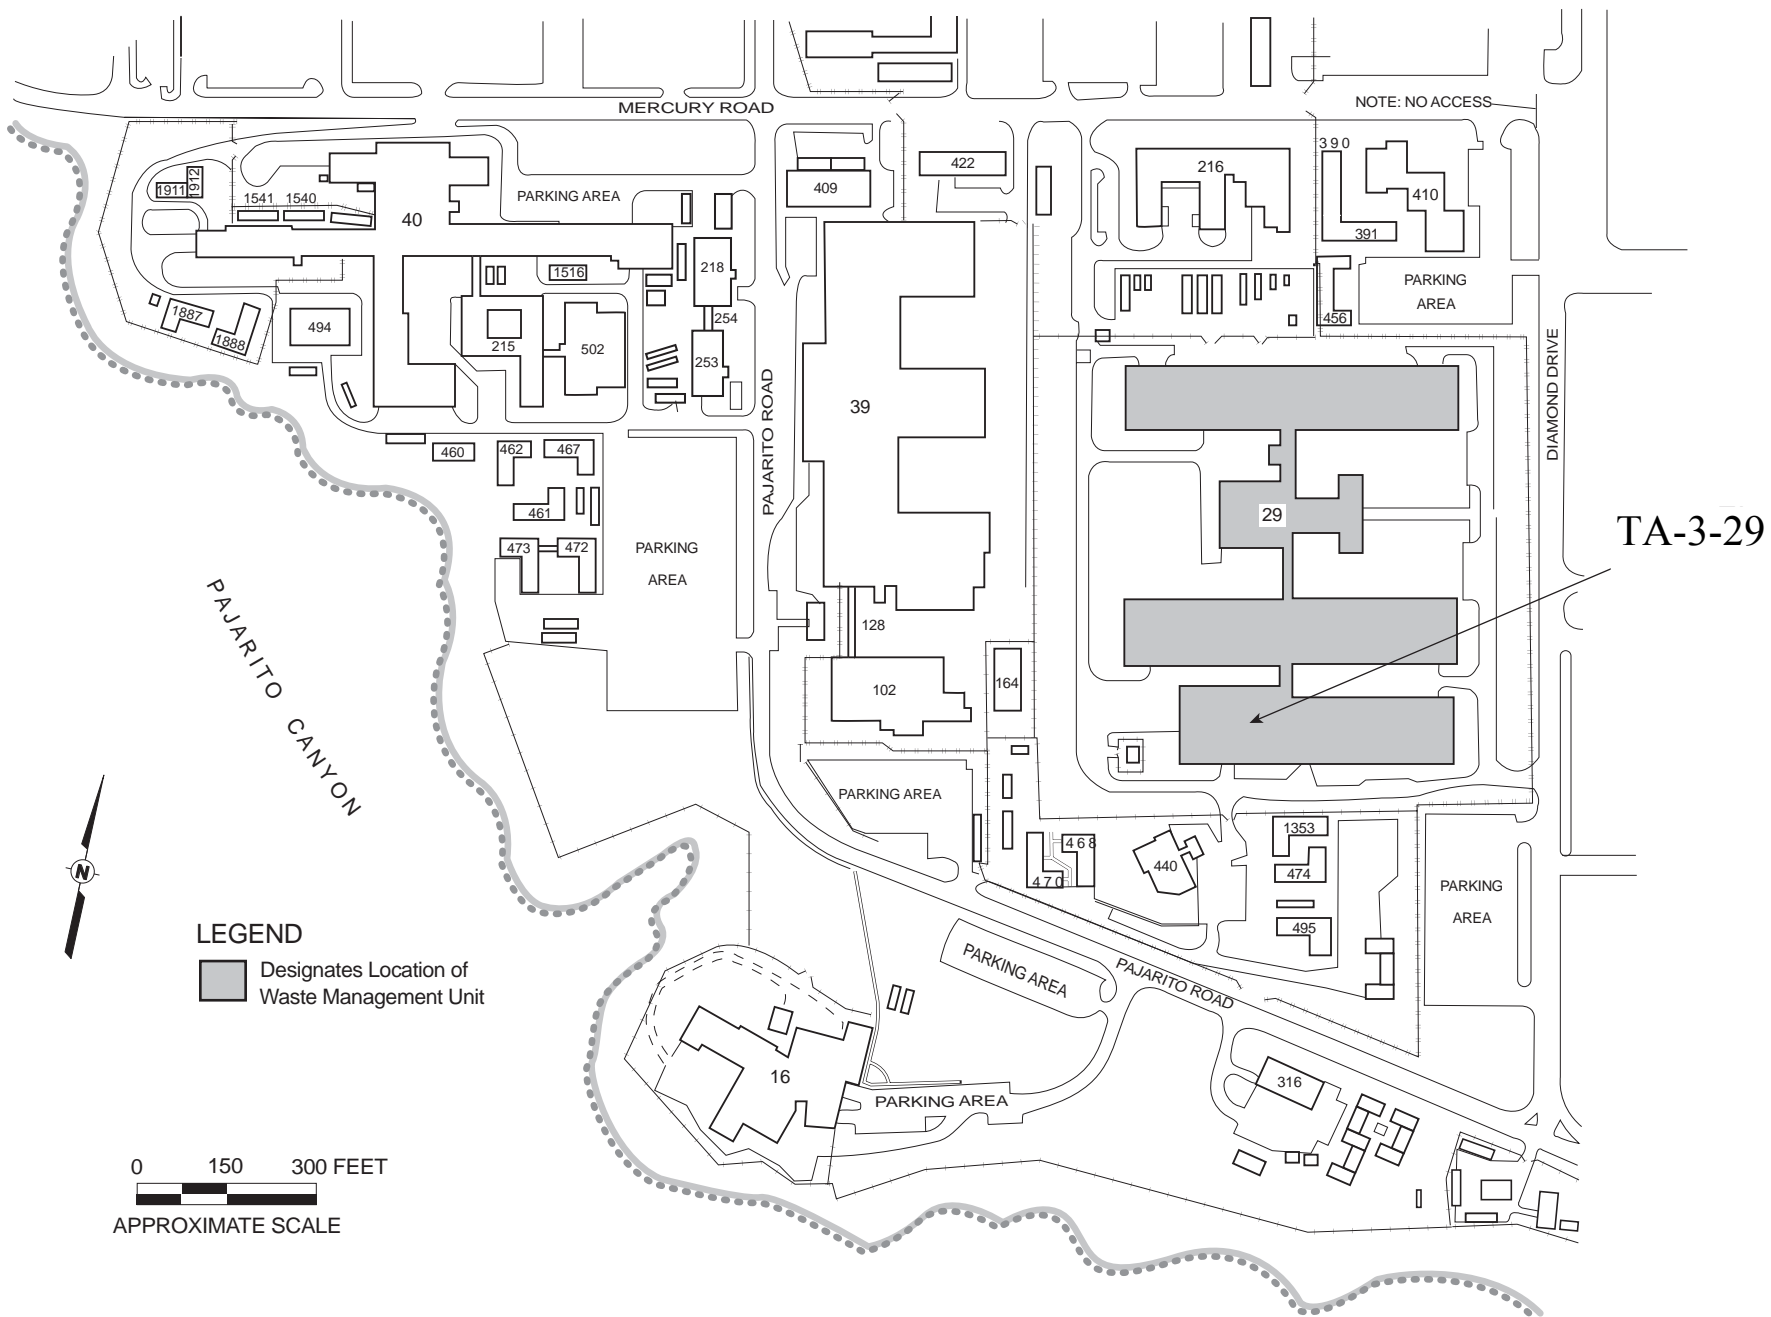 MERCURY ROAD
NOTE: NO ACCESS
390
422
216
409
1911
1912
1541
1540
PARKING AREA
410
40
391
218
1516
PARKING
AREA
1887
1888
494
254
456
215
502
253
DIAMOND DRIVE
PAJARITO ROAD
39
460
462
467
461
29
TA-3-29
473
472
PARKING
AREA
PAJARITO CANYON
128
164
102
PARKING AREA
1353
468
440
470
474
PARKING
AREA
495
N
LEGEND
Designates Location of
Waste Management Unit
PARKING AREA
PAJARITO ROAD
16
316
PARKING AREA
0 150 300 FEET
APPROXIMATE SCALE